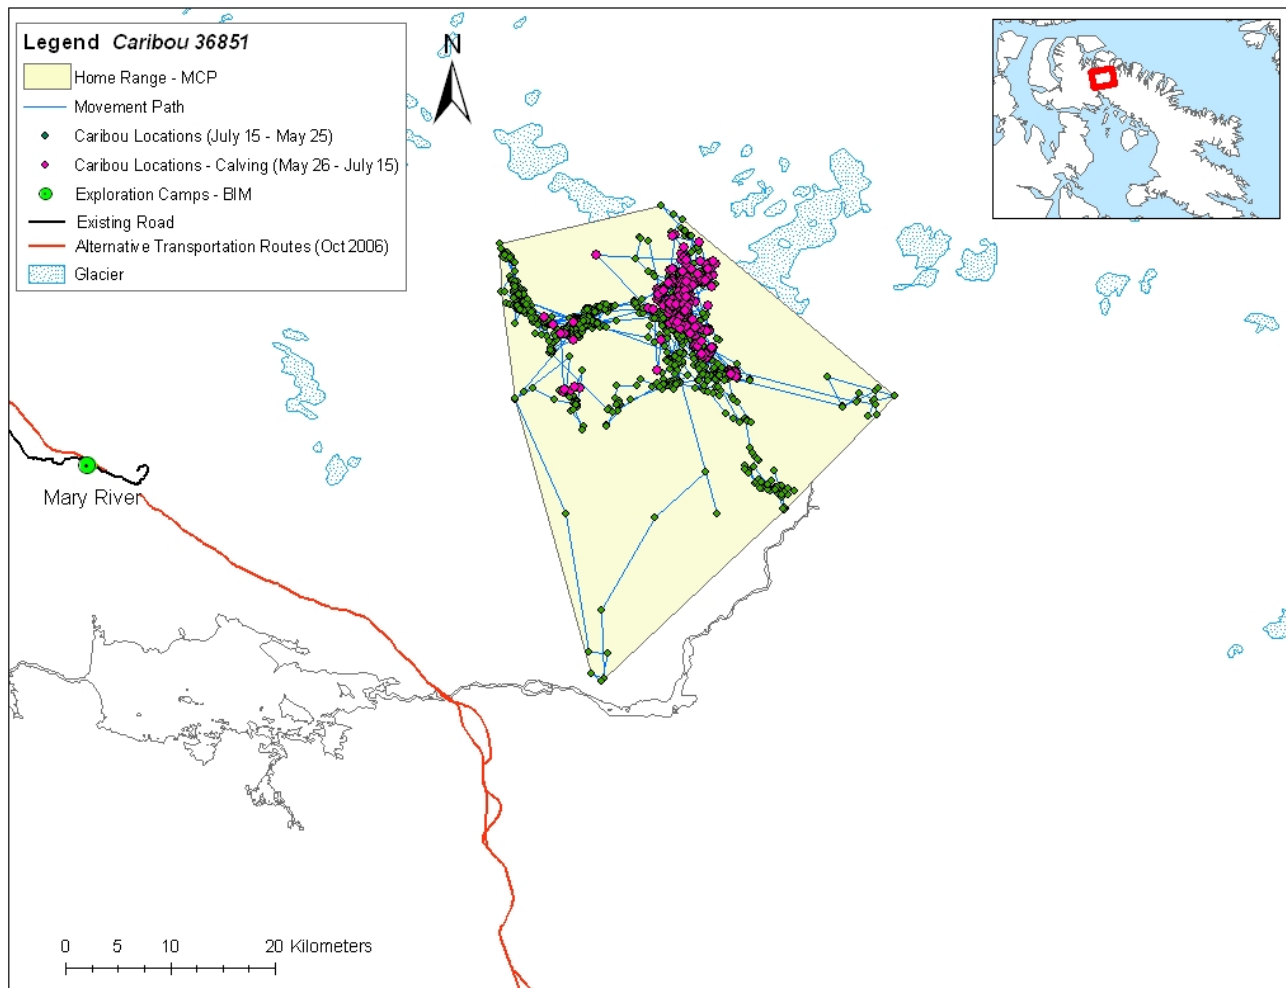 Legend Caribou 36851
Home Range - MCP
Movement Path
Caribou Locations (July 15 - May 25)
Caribou Locations - Calving (May 26 - July 15)
Exploration Camps - BIM
Existing Road
Alternative Transportation Routes (Oct 2006)
Glacier
N
Mary River
0 5 10 20 Kilometers